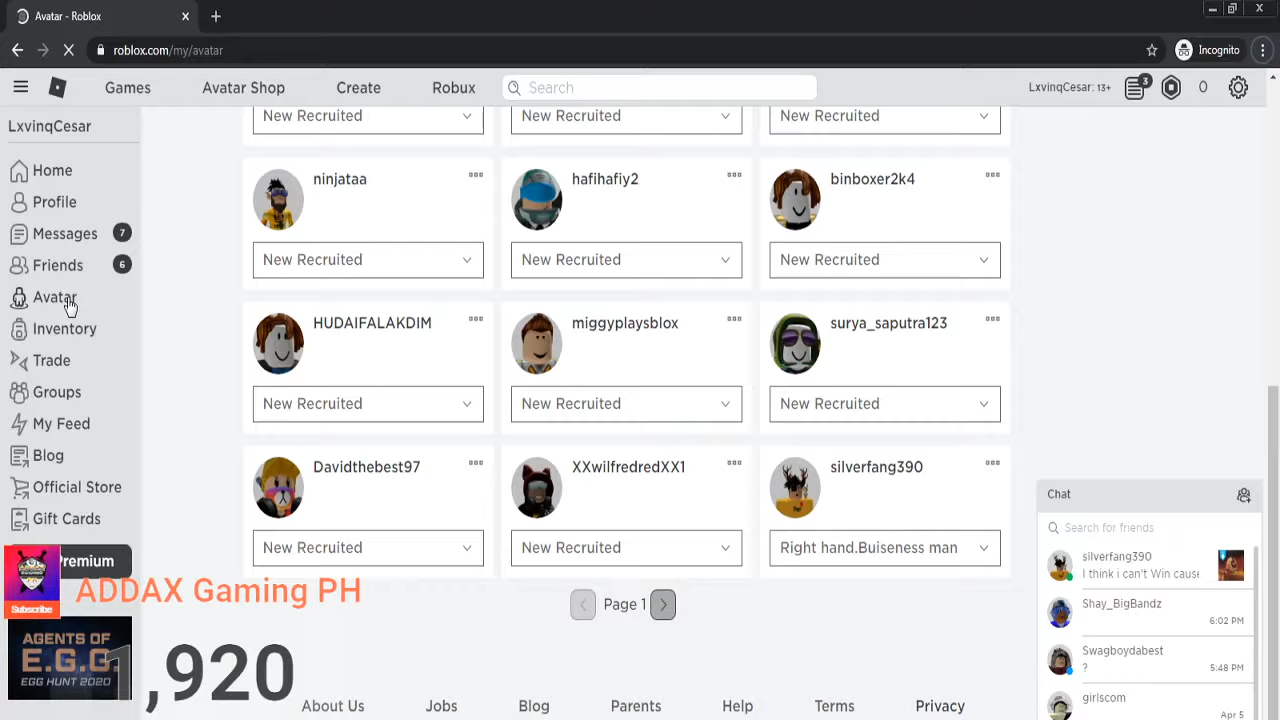 Avatar - Roblox
roblox.com/my/avatar
Incognito
Games
Avatar Shop
Create
Robux
Search
LxvinqCesar: 13+
3
0
LxvinqCesar
Home
Profile
Messages 7
Friends 6
Avatar
Inventory
Trade
Groups
My Feed
Blog
Official Store
Gift Cards
Premium
New Recruited
New Recruited
New Recruited
ninjataa
hafihafiy2
binboxer2k4
New Recruited
New Recruited
New Recruited
HUDAIFALAKDIM
miggyplaysblox
surya_saputra123
New Recruited
New Recruited
New Recruited
Davidthebest97
XXwilfredredXX1
silverfang390
New Recruited
New Recruited
Right hand.Buiseness man
Page 1
Chat
Search for friends
silverfang390
I think i can't Win cause
Shay_BigBandz
6:02 PM
Swagboydabest
?
5:48 PM
girlscom
Apr 5
Subscribe
ADDAX Gaming PH
AGENTS OF
E.G.G.
EGG HUNT 2020
1,920
About Us
Jobs
Blog
Parents
Help
Terms
Privacy